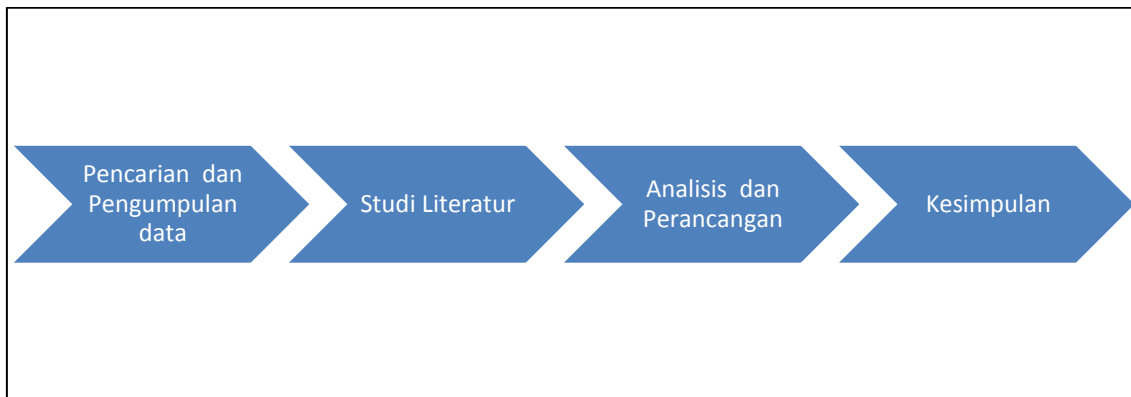 Pencarian dan
Pengumpulan
data
Studi Literatur
Analisis dan
Perancangan
Kesimpulan